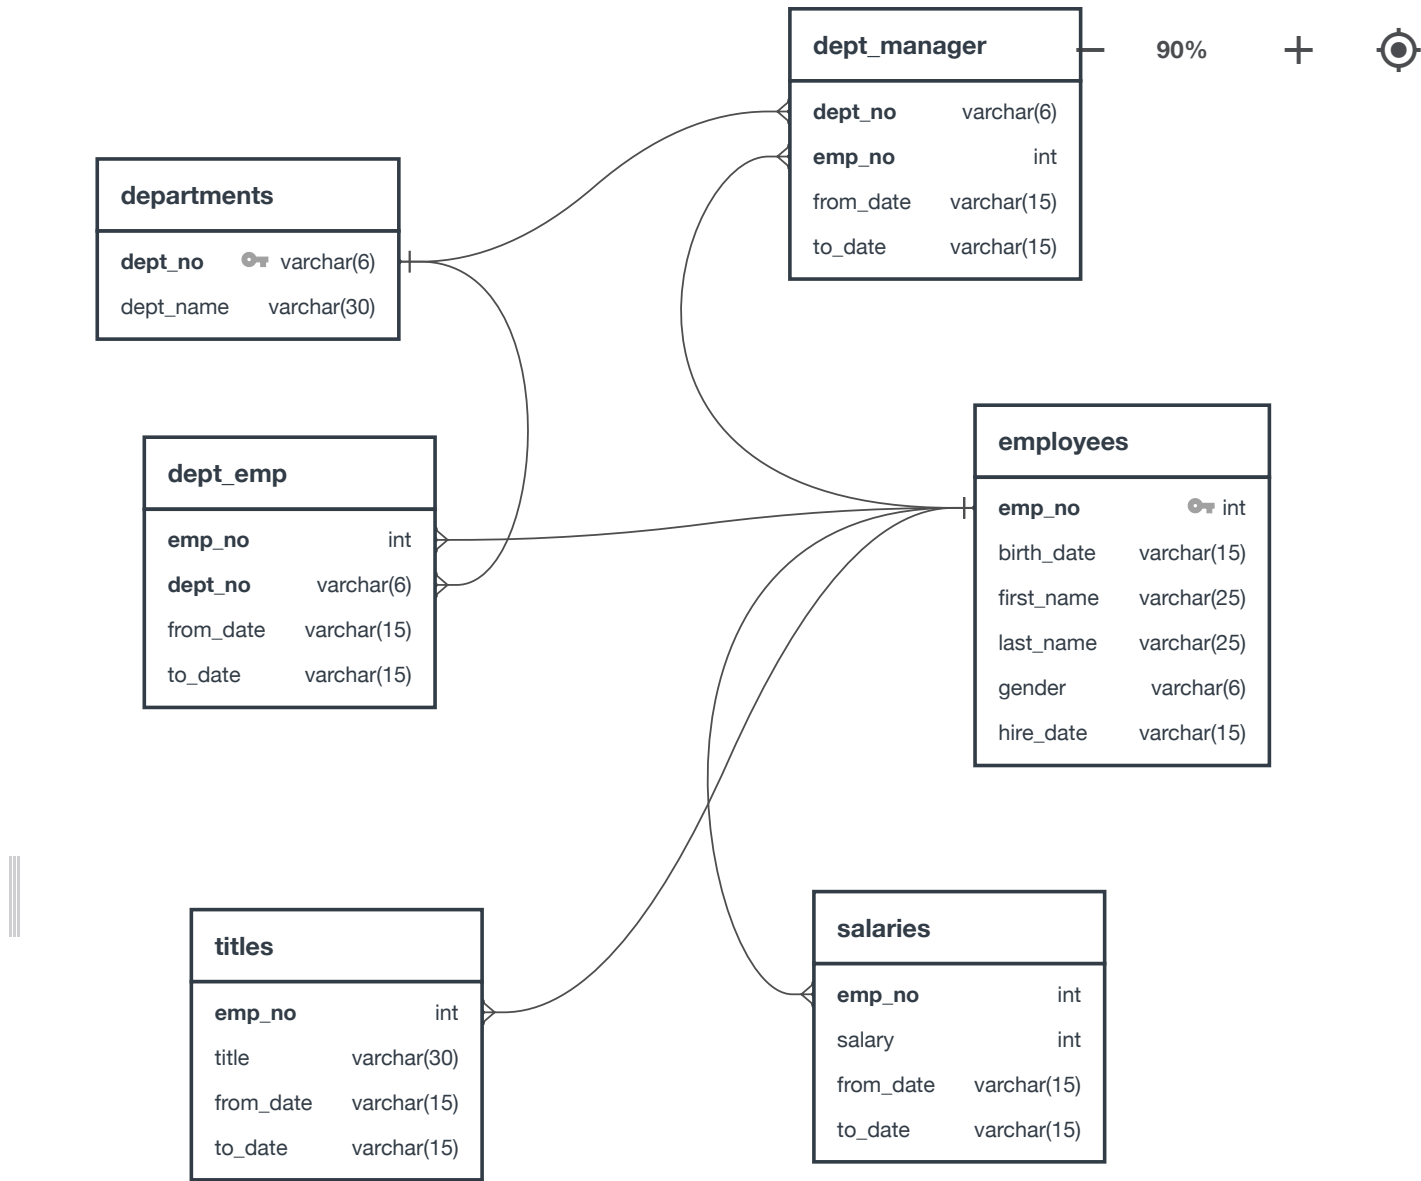 dept_manager
90%
dept_no varchar(6)
emp_no int
from_date varchar(15)
to_date varchar(15)
departments
dept_no varchar(6)
dept_name varchar(30)
dept_emp
emp_no int
dept_no varchar(6)
from_date varchar(15)
to_date varchar(15)
employees
emp_no int
birth_date varchar(15)
first_name varchar(25)
last_name varchar(25)
gender varchar(6)
hire_date varchar(15)
titles
emp_no int
title varchar(30)
from_date varchar(15)
to_date varchar(15)
salaries
emp_no int
salary int
from_date varchar(15)
to_date varchar(15)